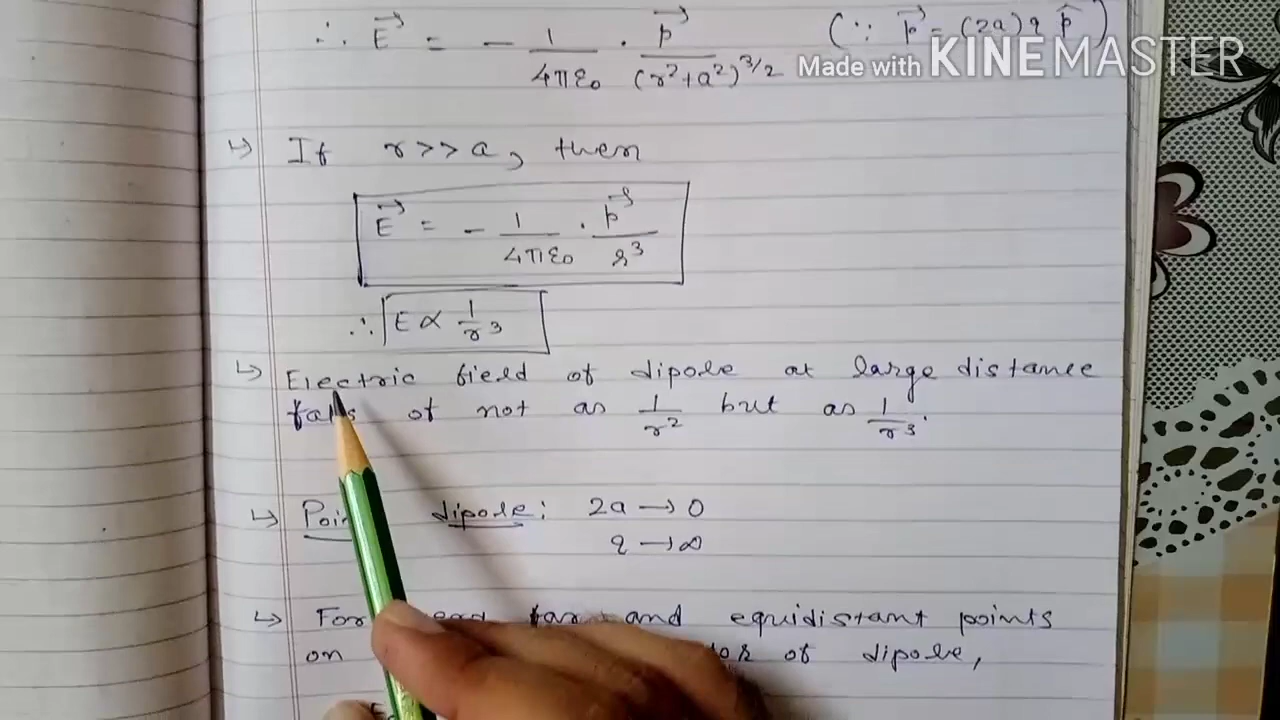 ∴ E⃗ = - 1/4πε₀ · p⃗/(r²+a²)^3/2 (∵ p⃗ = (2a) q p̂)
Made with KINEMASTER
↳ If r>>a, then
E⃗ = - 1/4πε₀ · p⃗/r³
∴ E ∝ 1/r³
↳ Electric field of dipole at large distance
falls of not as 1/r² but as 1/r³.
↳ dipole: 2a → 0
q → ∞
↳ For far and equidistant points
on of dipole,